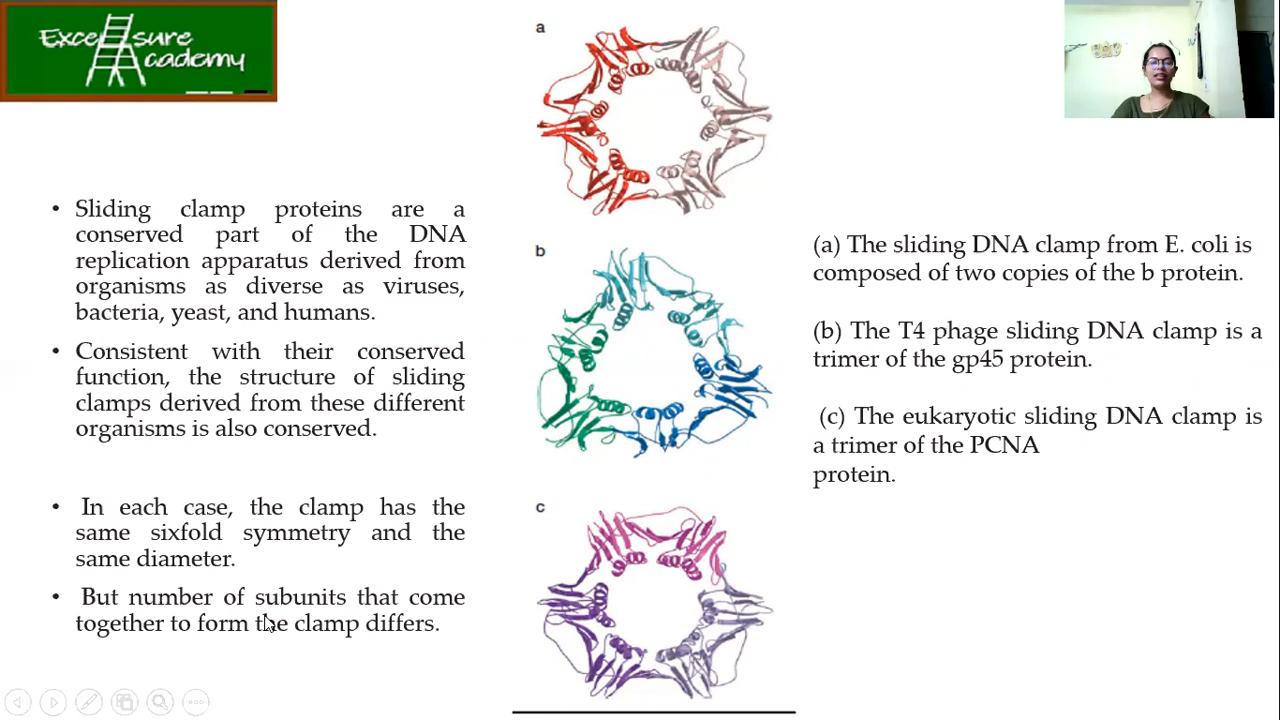 Excel sure
Academy
• Sliding clamp proteins are a
conserved part of the DNA
replication apparatus derived from
organisms as diverse as viruses,
bacteria, yeast, and humans.
• Consistent with their conserved
function, the structure of sliding
clamps derived from these different
organisms is also conserved.
• In each case, the clamp has the
same sixfold symmetry and the
same diameter.
• But number of subunits that come
together to form the clamp differs.
a
b
c
(a) The sliding DNA clamp from E. coli is
composed of two copies of the b protein.
(b) The T4 phage sliding DNA clamp is a
trimer of the gp45 protein.
(c) The eukaryotic sliding DNA clamp is
a trimer of the PCNA
protein.